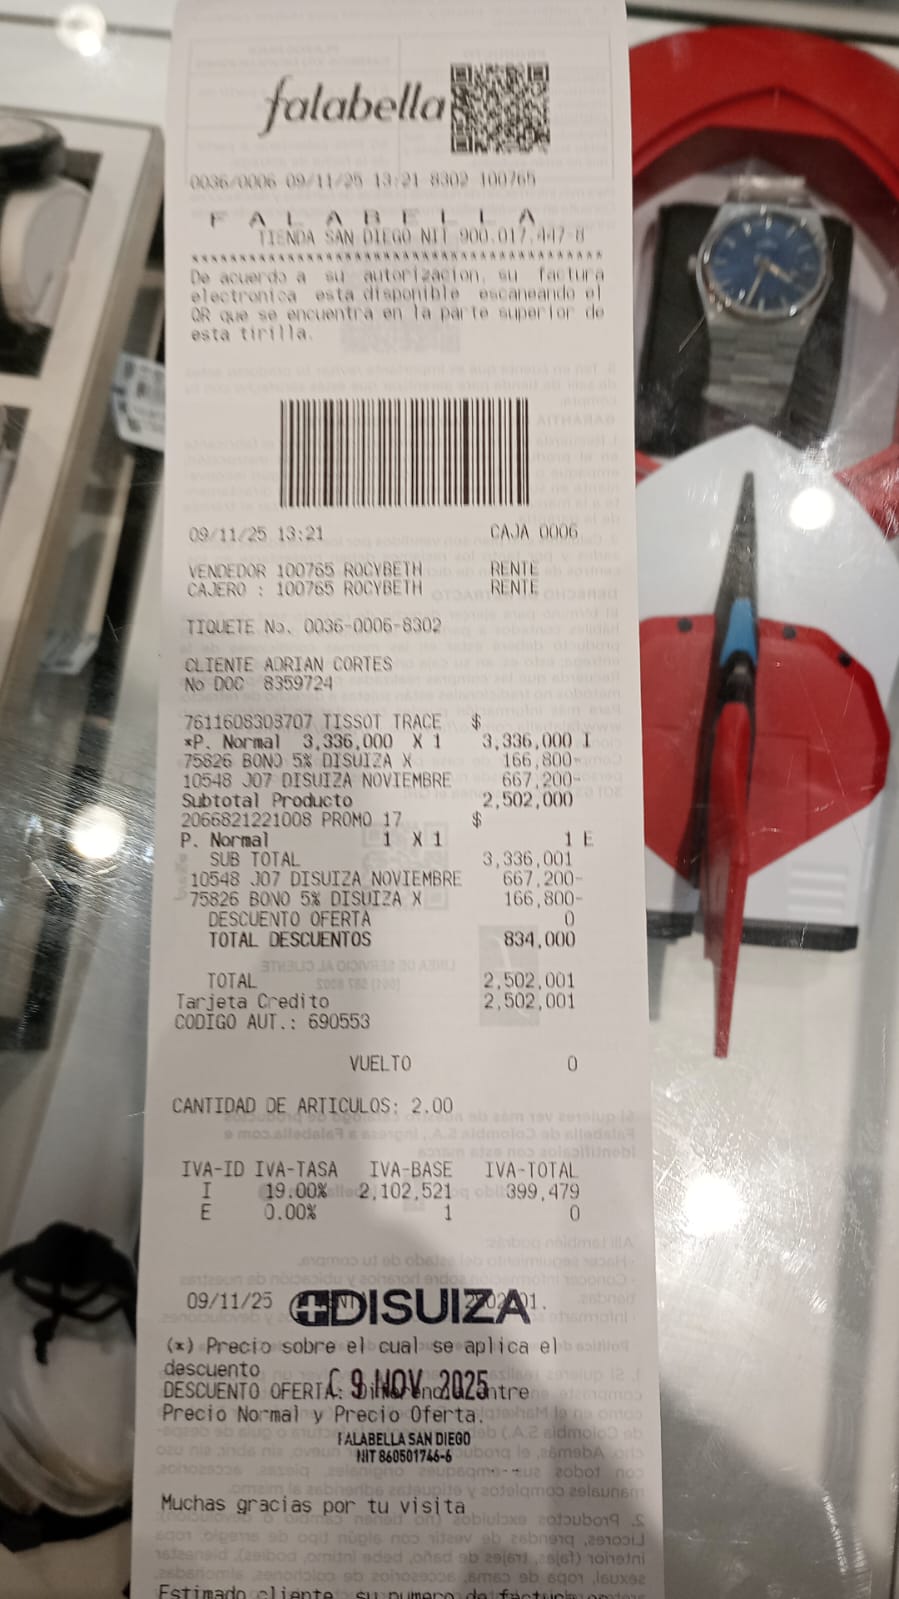 falabella
0036/0006 09/11/25 13:21 8302 100765
F A L A B E L L A
TIENDA SAN DIEGO NIT 900.017.447-8
De acuerdo a su autorizacion, su factura
electronica esta disponible escaneando el
QR que se encuentra en la parte superior de
esta tirilla.
09/11/25 13:21 CAJA 0006
VENDEDOR 100765 ROCYBETH RENTE
CAJERO : 100765 ROCYBETH RENTE
TIQUETE No. 0036-0006-8302
CLIENTE ADRIAN CORTES
No DOC 8359724
7611608308707 TISSOT TRACE $
*P. Normal 3,336,000 X 1 3,336,000 I
75826 BONO 5% DISUIZA X 166,800-
10548 J07 DISUIZA NOVIEMBRE 667,200-
Subtotal Producto 2,502,000
2066821221008 PROMO 17 $
P. Normal 1 X 1 1 E
SUB TOTAL 3,336,001
10548 J07 DISUIZA NOVIEMBRE 667,200-
75826 BONO 5% DISUIZA X 166,800-
DESCUENTO OFERTA 0
TOTAL DESCUENTOS 834,000
TOTAL 2,502,001
Tarjeta Credito 2,502,001
CODIGO AUT.: 690553
VUELTO 0
CANTIDAD DE ARTICULOS: 2.00
IVA-ID IVA-TASA IVA-BASE IVA-TOTAL
I 19.00% 2,102,521 399,479
E 0.00% 1 0
09/11/25
DISUIZA
(*) Precio sobre el cual se aplica el
descuento
DESCUENTO OFERTA: Diferencia entre
9 NOV 2025
Precio Normal y Precio Oferta.
FALABELLA SAN DIEGO
NIT 860501746-6
Muchas gracias por tu visita
Estimado cliente, su numero de factura